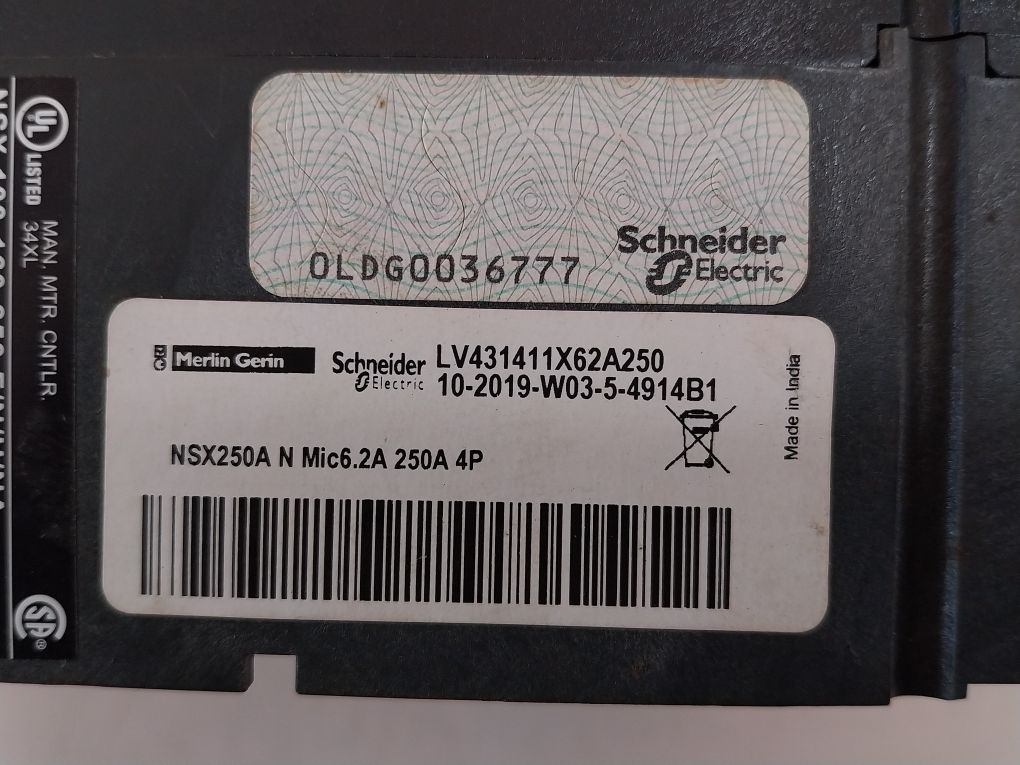 OLDG0036777
Schneider
Electric
Merlin Gerin
Schneider
Electric
LV431411X62A250
10-2019-W03-5-4914B1
NSX250A N Mic6.2A 250A 4P
Made in India
UL
LISTED
MAN. MTR. CNTLR.
34XL